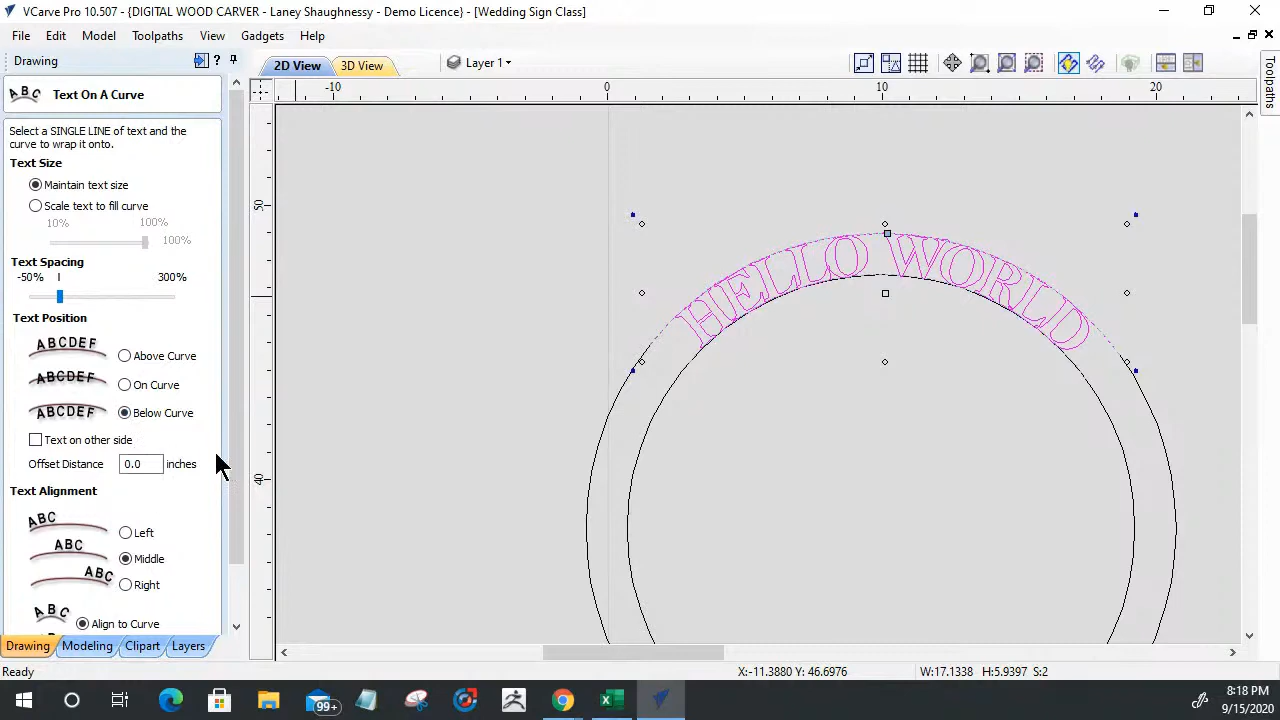 VCarve Pro 10.507 - {DIGITAL WOOD CARVER - Laney Shaughnessy - Demo Licence} - [Wedding Sign Class]
File Edit Model Toolpaths View Gadgets Help
Drawing
2D View 3D View Layer 1
Toolpaths
ABC Text On A Curve
-10 0 10 20
Select a SINGLE LINE of text and the
curve to wrap it onto.
Text Size
Maintain text size
Scale text to fill curve
10% 100%
100%
50
Text Spacing
-50% 300%
HELLO WORLD
Text Position
ABCDEF Above Curve
ABCDEF On Curve
ABCDEF Below Curve
Text on other side
Offset Distance 0.0 inches
40
Text Alignment
ABC Left
ABC Middle
ABC Right
ABC Align to Curve
Drawing Modeling Clipart Layers
Ready X:-11.3880 Y: 46.6976 W:17.1338 H:5.9397 S:2
99+
8:18 PM
9/15/2020